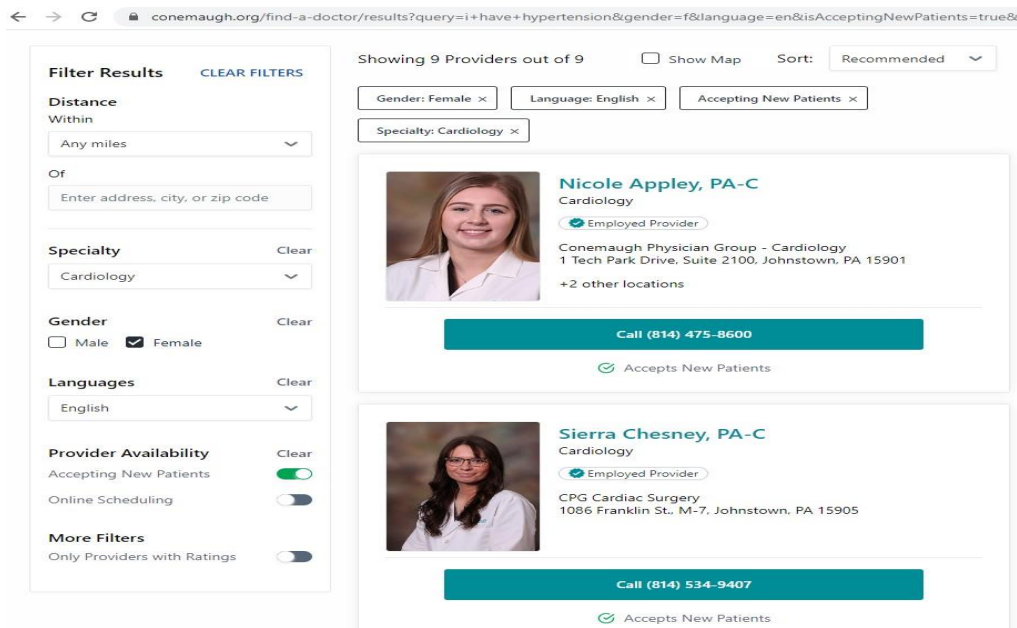 conemaugh.org/find-a-doctor/results?query=i+have+hypertension&gender=f&language=en&isAcceptingNewPatients=true&
Filter Results CLEAR FILTERS
Distance
Within
Any miles
Of
Enter address, city, or zip code
Specialty Clear
Cardiology
Gender Clear
Male Female
Languages Clear
English
Provider Availability Clear
Accepting New Patients
Online Scheduling
More Filters
Only Providers with Ratings
Showing 9 Providers out of 9 Show Map Sort: Recommended
Gender: Female × Language: English × Accepting New Patients ×
Specialty: Cardiology ×
Nicole Appley, PA-C
Cardiology
Employed Provider
Conemaugh Physician Group - Cardiology
1 Tech Park Drive, Suite 2100, Johnstown, PA 15901
+2 other locations
Call (814) 475-8600
Accepts New Patients
Sierra Chesney, PA-C
Cardiology
Employed Provider
CPG Cardiac Surgery
1086 Franklin St., M-7, Johnstown, PA 15905
Call (814) 534-9407
Accepts New Patients